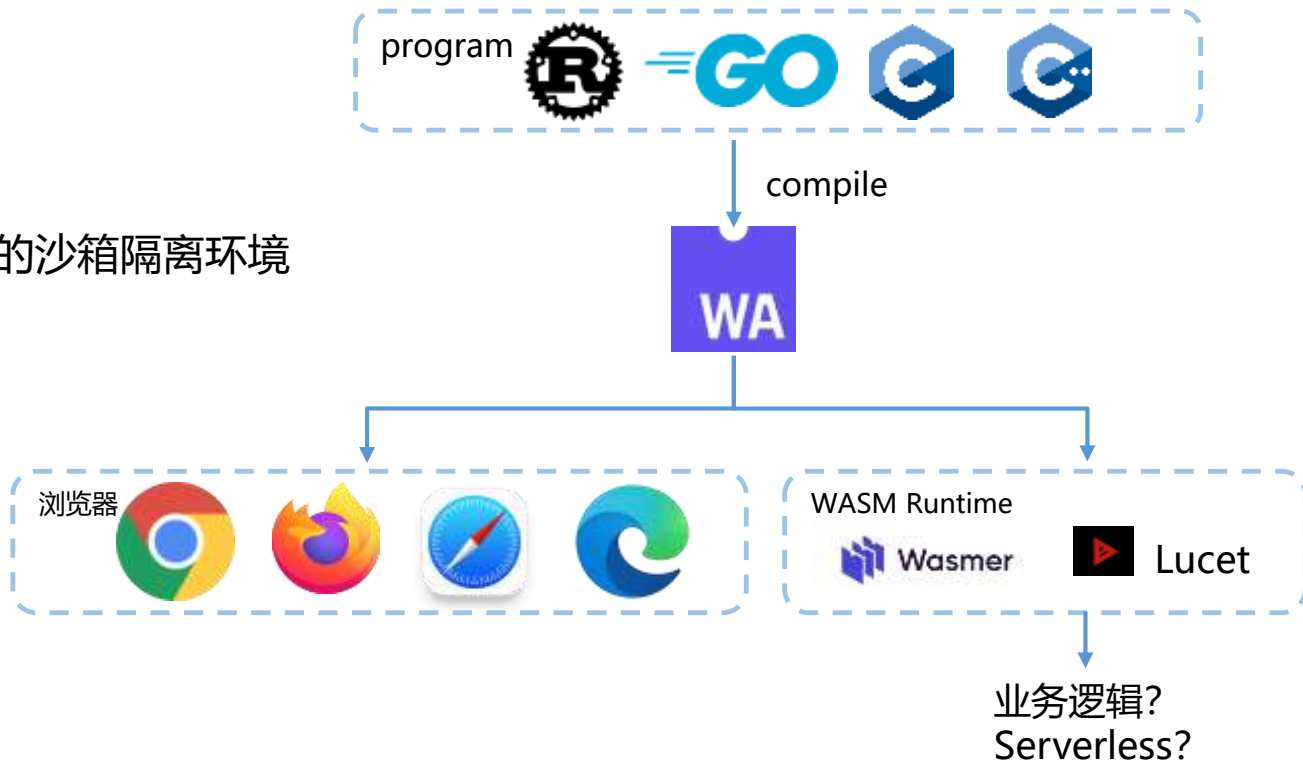 program
R
GO
C
C++
compile
的沙箱隔离环境
WA
浏览器
WASM Runtime
Wasmer
Lucet
业务逻辑?
Serverless?